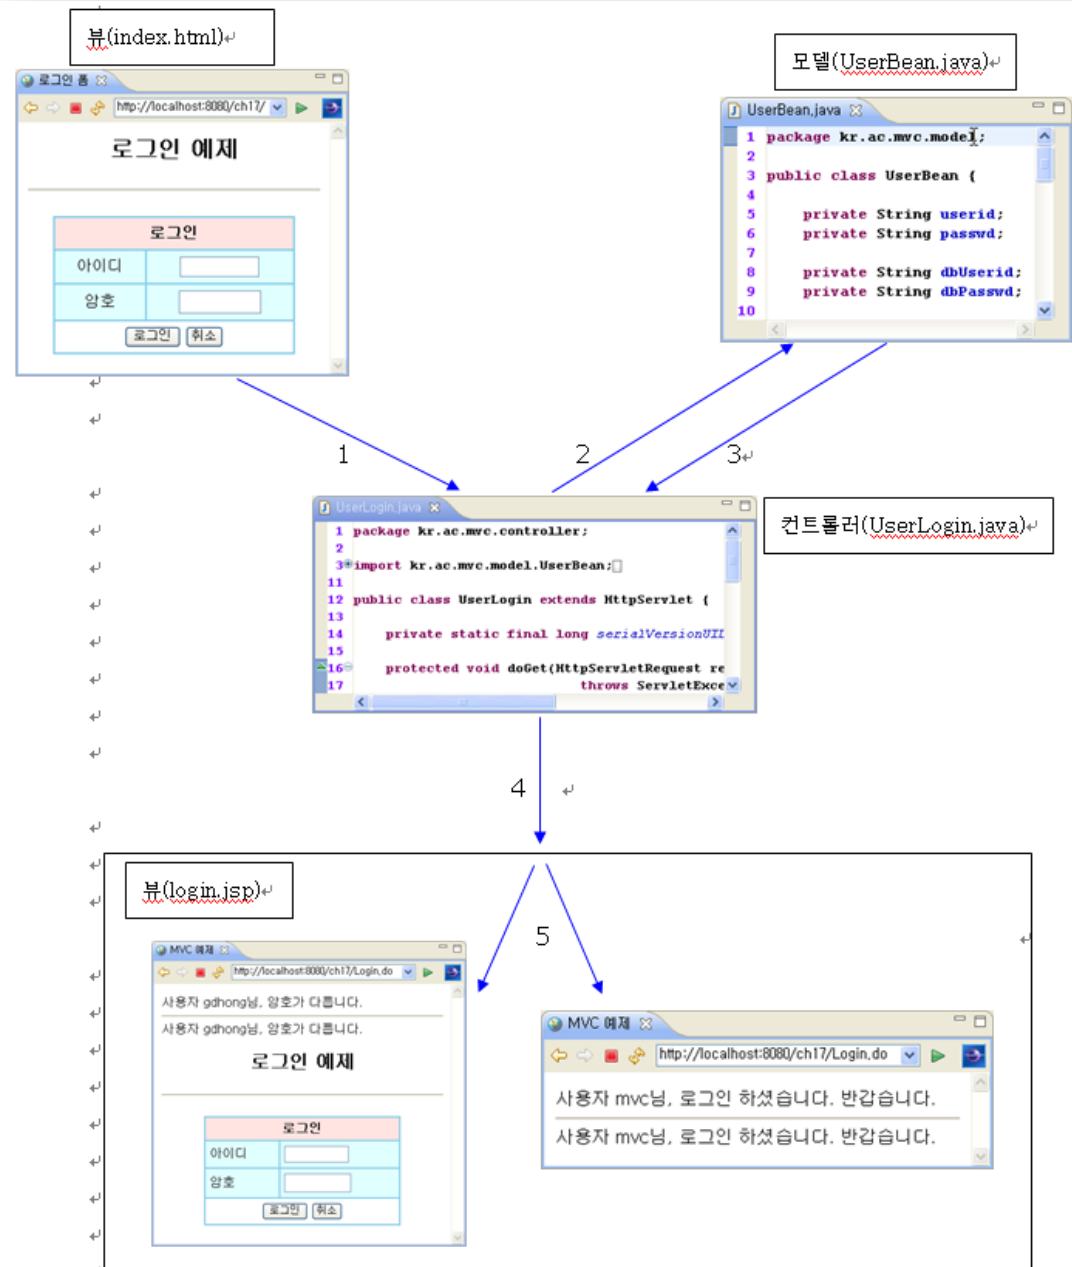 뷰(index.html)
로그인 폼
http://localhost:8080/ch17/
로그인 예제
로그인
아이디
암호
로그인 취소
모델(UserBean.java)
UserBean.java
1 package kr.ac.mvc.model;
2
3 public class UserBean {
4
5 private String userid;
6 private String passwd;
7
8 private String dbUserid;
9 private String dbPasswd;
10
1
2
3
컨트롤러(UserLogin.java)
UserLogin.java
1 package kr.ac.mvc.controller;
2
3 import kr.ac.mvc.model.UserBean;
11
12 public class UserLogin extends HttpServlet {
13
14 private static final long serialVersionUII
15
16 protected void doGet(HttpServletRequest re
17 throws ServletExce
4
뷰(login.jsp)
5
MVC 예제
http://localhost:8080/ch17/Login.do
사용자 gdhong님, 암호가 다릅니다.
사용자 gdhong님, 암호가 다릅니다.
로그인 예제
로그인
아이디
암호
로그인 취소
MVC 예제
http://localhost:8080/ch17/Login.do
사용자 mvc님, 로그인 하셨습니다. 반갑습니다.
사용자 mvc님, 로그인 하셨습니다. 반갑습니다.